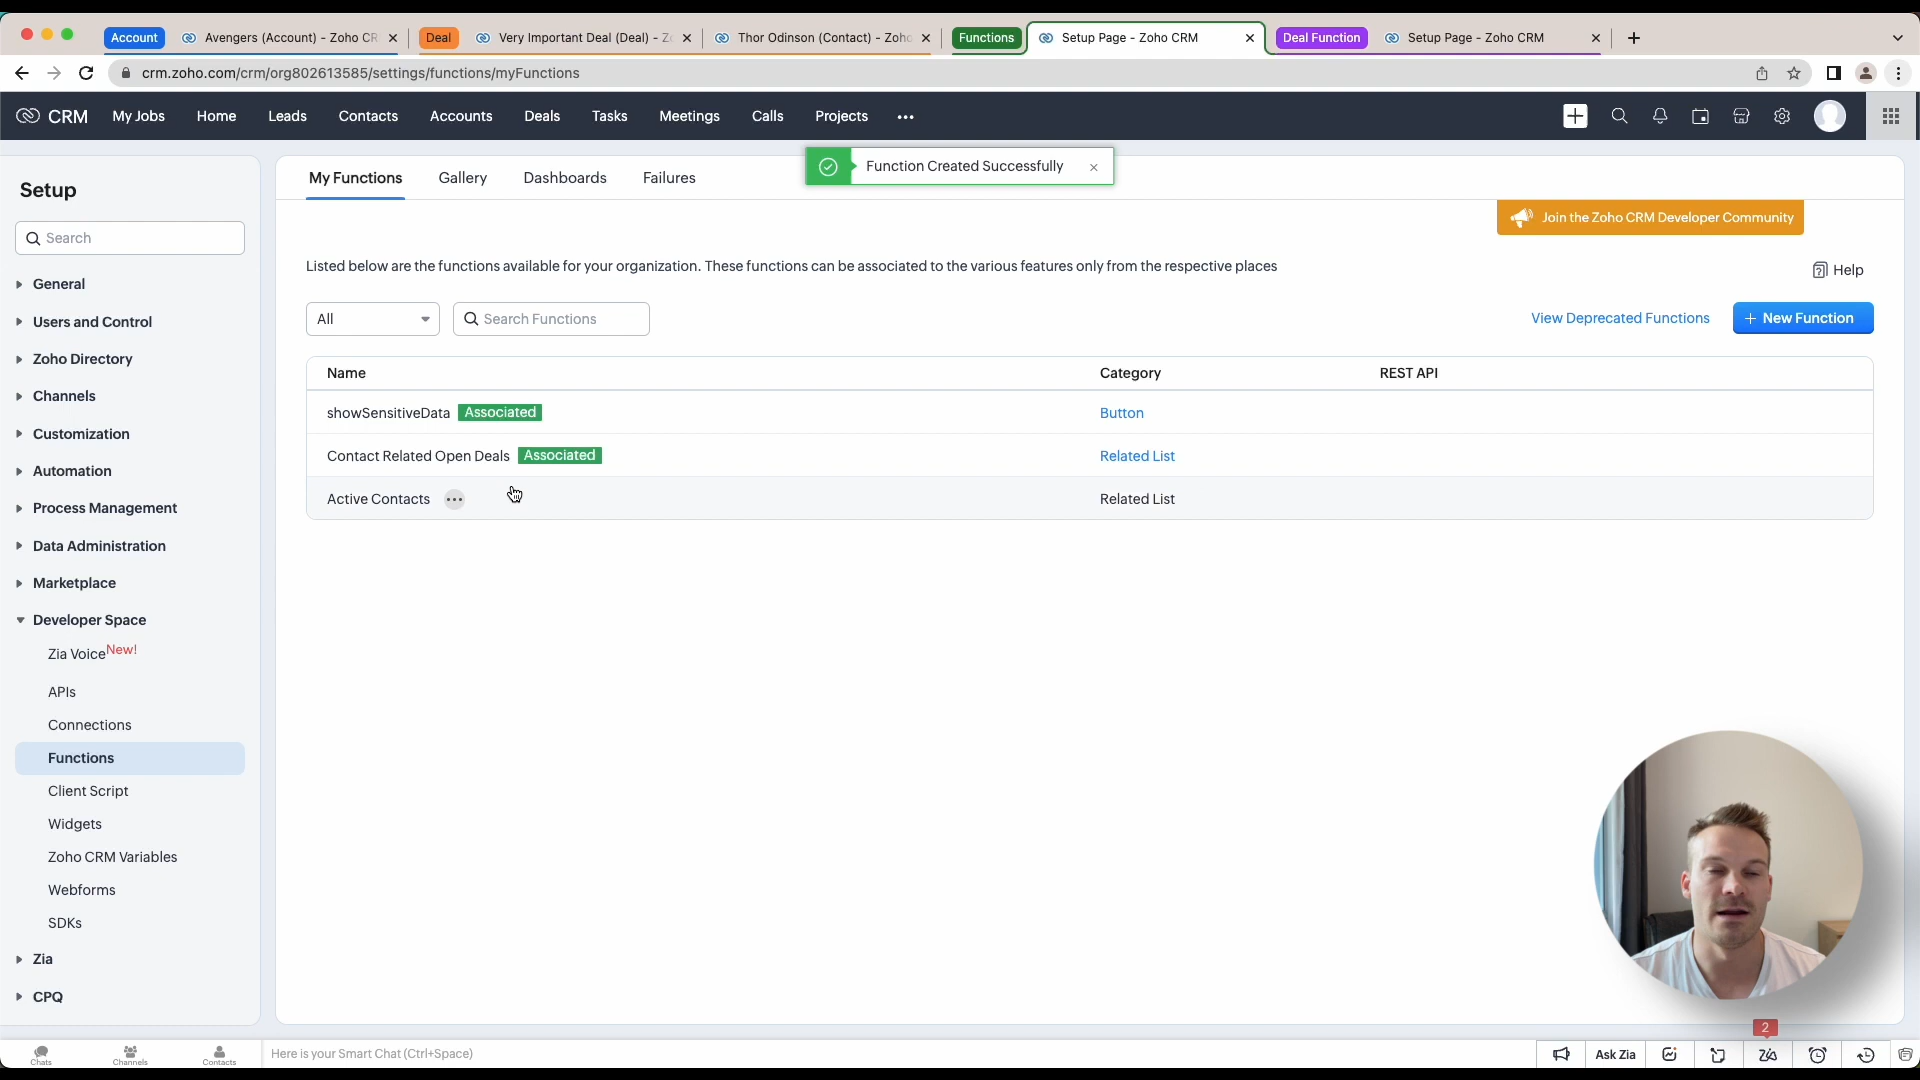 Account
Avengers (Account) - Zoho CR
Deal
Very Important Deal (Deal) - Z
Thor Odinson (Contact) - Zoho
Functions
Setup Page - Zoho CRM
Deal Function
Setup Page - Zoho CRM
crm.zoho.com/crm/org802613585/settings/functions/myFunctions
CRM
My Jobs
Home
Leads
Contacts
Accounts
Deals
Tasks
Meetings
Calls
Projects
Setup
Search
General
Users and Control
Zoho Directory
Channels
Customization
Automation
Process Management
Data Administration
Marketplace
Developer Space
Zia Voice New!
APIs
Connections
Functions
Client Script
Widgets
Zoho CRM Variables
Webforms
SDKs
Zia
CPQ
My Functions
Gallery
Dashboards
Failures
Function Created Successfully
Join the Zoho CRM Developer Community
Listed below are the functions available for your organization. These functions can be associated to the various features only from the respective places
Help
All
Search Functions
View Deprecated Functions
+ New Function
Name Category REST API
showSensitiveData Associated Button
Contact Related Open Deals Associated Related List
Active Contacts Related List
2
Chats
Channels
Contacts
Here is your Smart Chat (Ctrl+Space)
Ask Zia